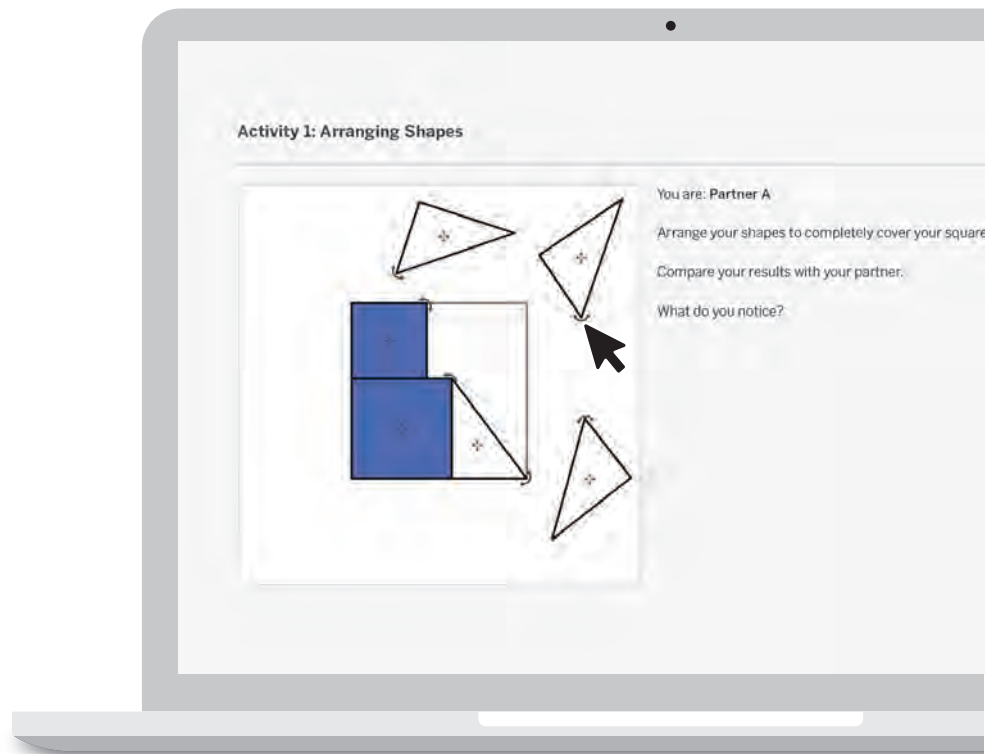 Activity 1: Arranging Shapes
You are: Partner A
Arrange your shapes to completely cover your square
Compare your results with your partner.
What do you notice?